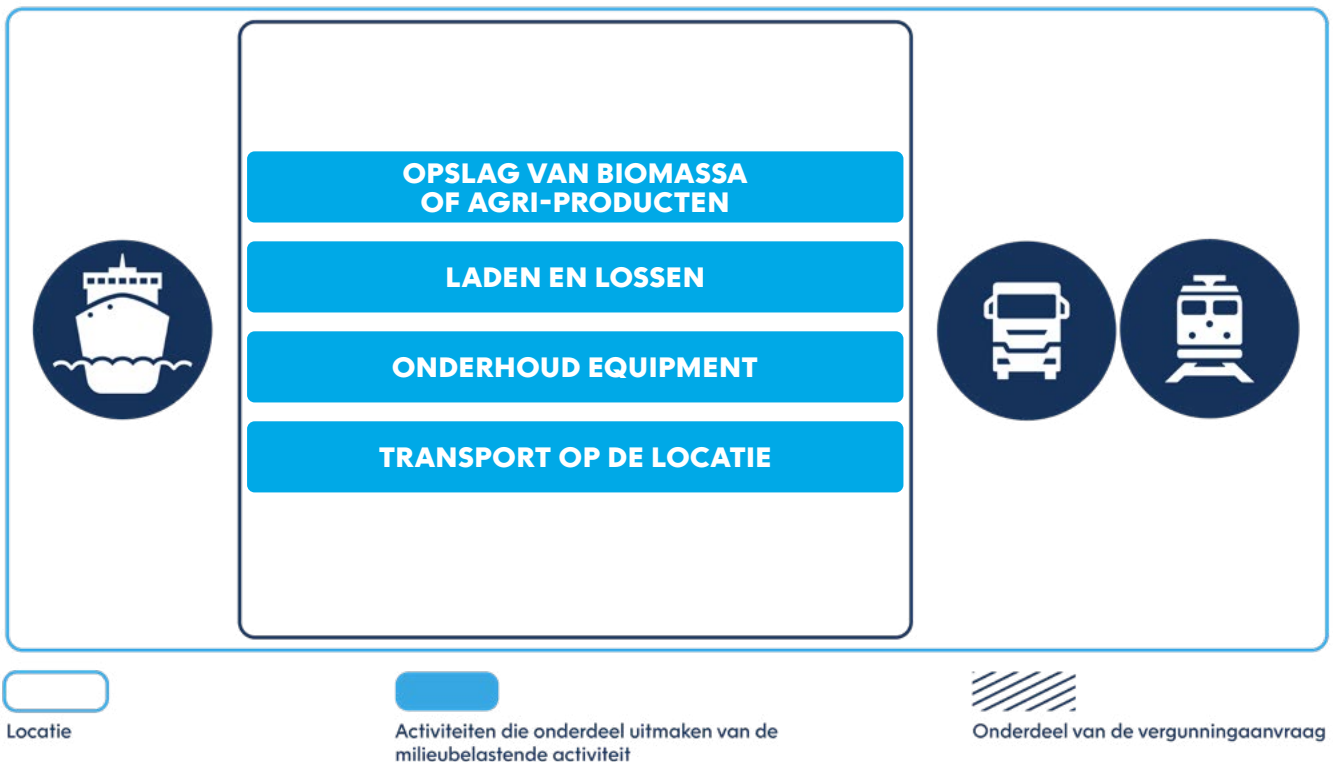 OPSLAG VAN BIOMASSA
OF AGRI-PRODUCTEN
LADEN EN LOSSEN
ONDERHOUD EQUIPMENT
TRANSPORT OP DE LOCATIE
Locatie
Activiteiten die onderdeel uitmaken van de
milieubelastende activiteit
Onderdeel van de vergunningaanvraag